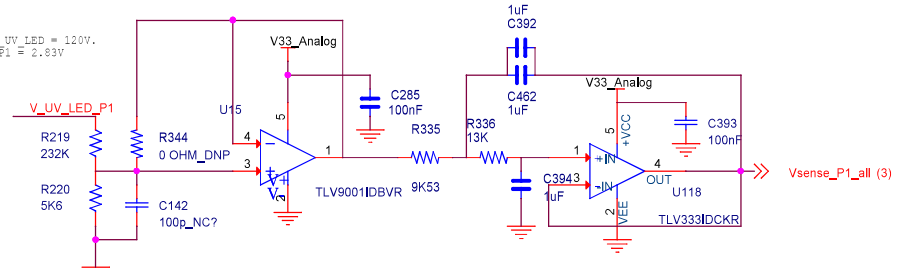 UV_LED = 120V.
P1 = 2.83V
V_UV_LED_P1
R219
232K
R220
5K6
R344
0 OHM_DNP
C142
100p_NC?
U15
V33_Analog
C285
100nF
4
3
5
1
2
V+
V-
TLV9001IDBVR
R335
9K53
R336
13K
1uF
C392
C462
1uF
C394
1uF
V33_Analog
C393
100nF
1
3
5
4
2
+VCC
+IN
-IN
OUT
VEE
U118
TLV333IDCKR
Vsense_P1_all (3)